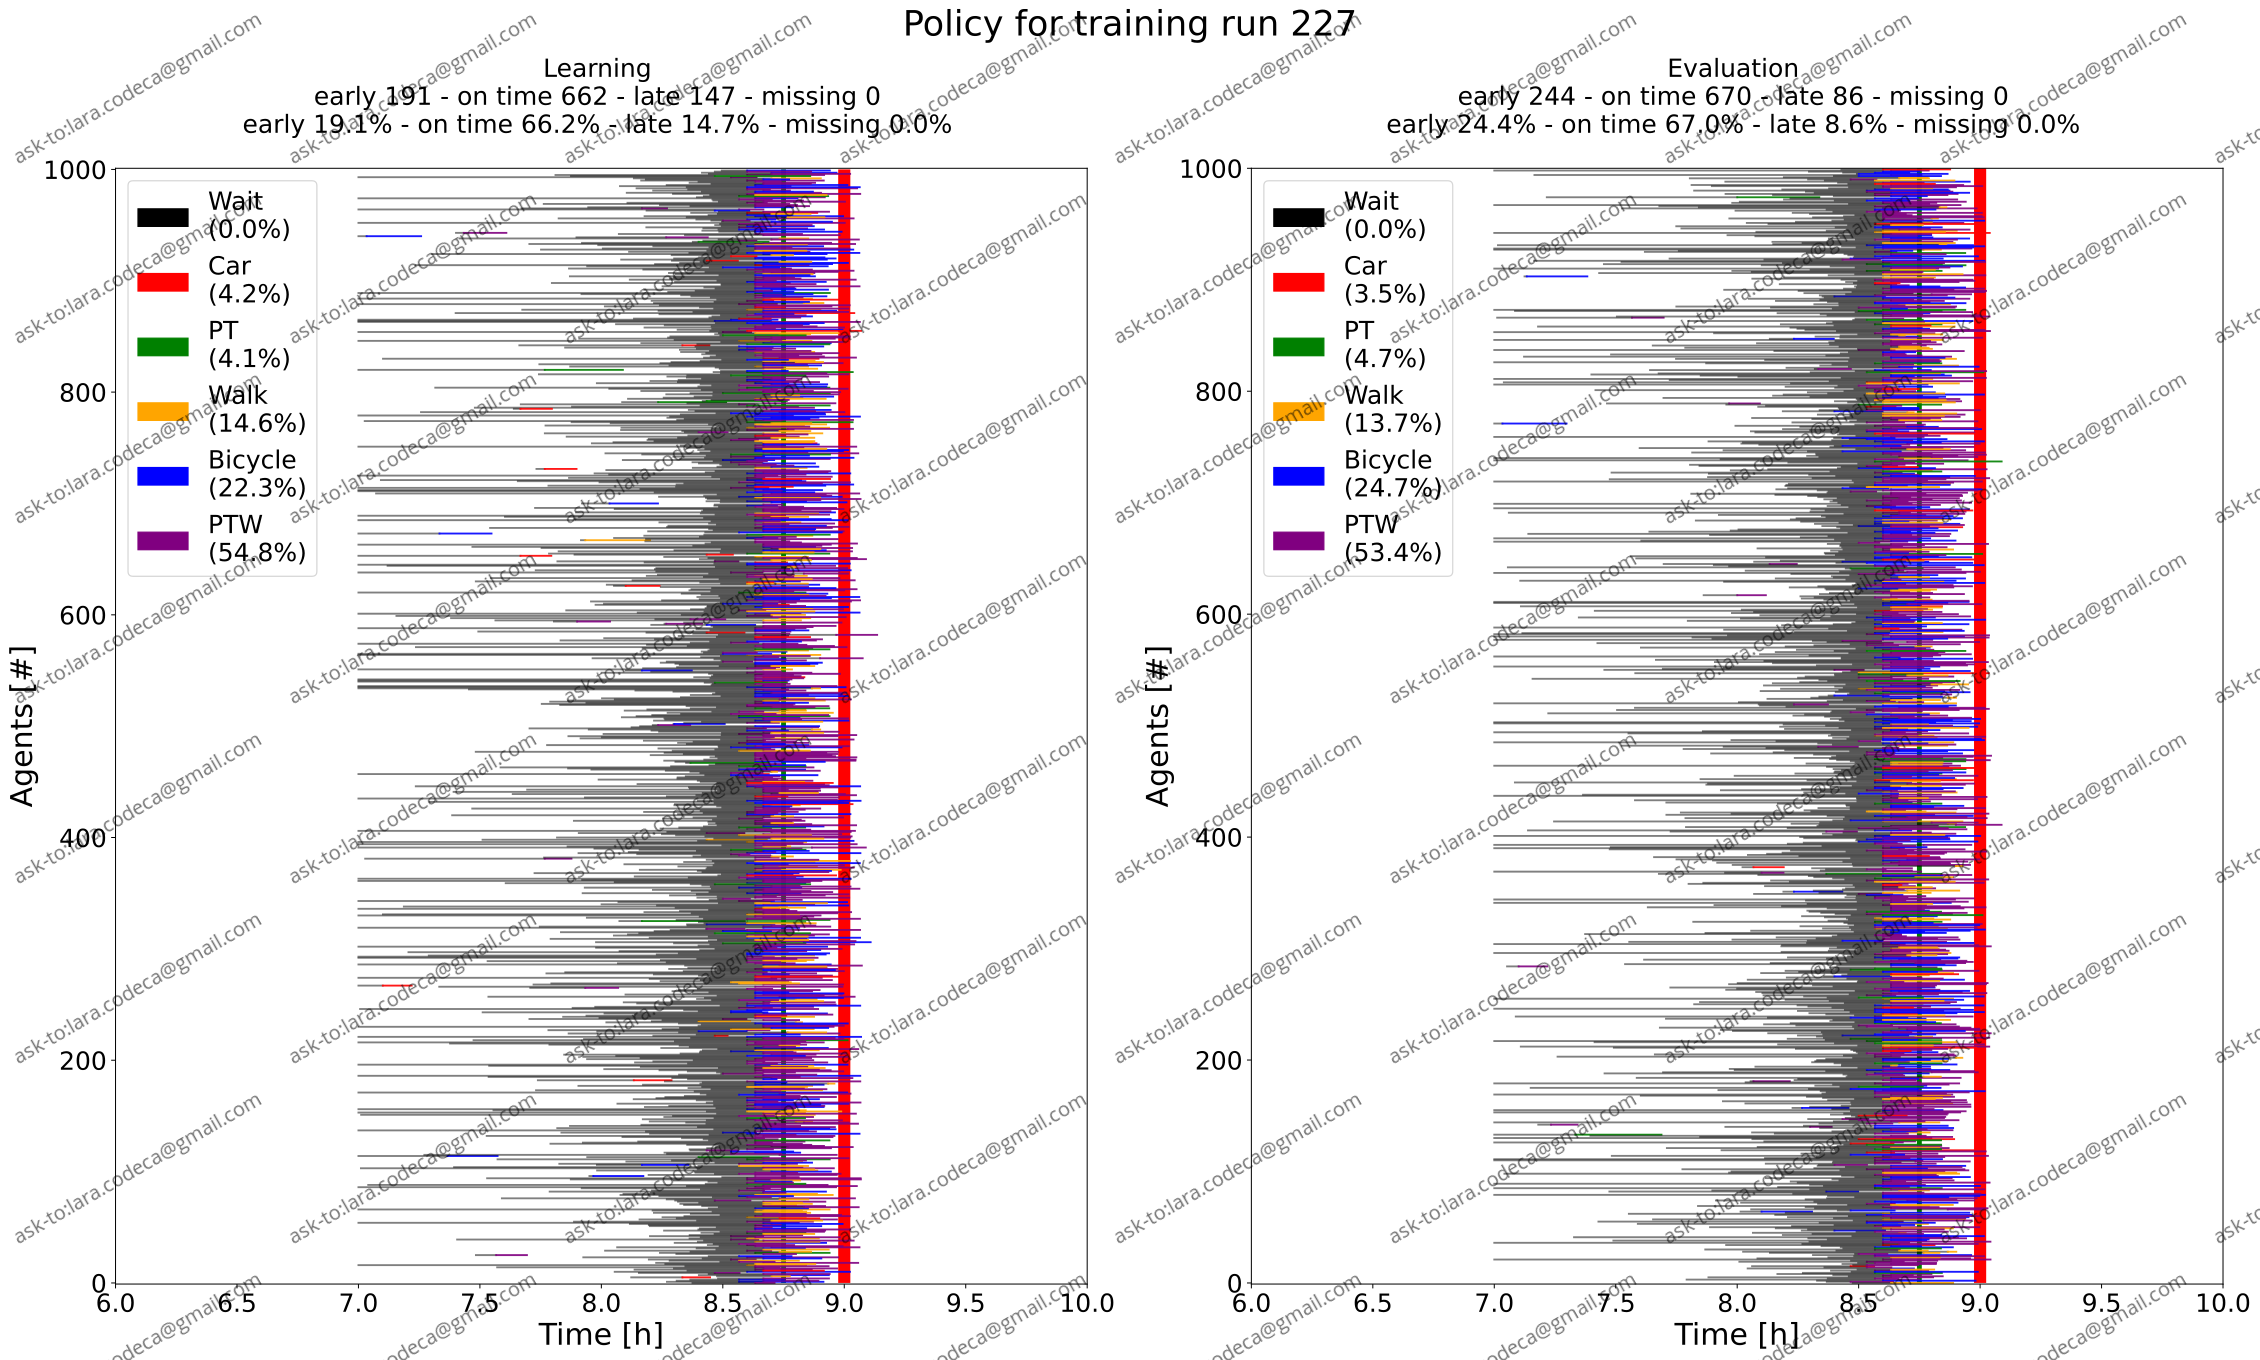 Policy for training run 227
Learning
early 191 - on time 662 - late 147 - missing 0
early 19.1% - on time 66.2% - late 14.7% - missing 0.0%
Evaluation
early 244 - on time 670 - late 86 - missing 0
early 24.4% - on time 67.0% - late 8.6% - missing 0.0%
Wait
(0.0%)
Car
(4.2%)
PT
(4.1%)
Walk
(14.6%)
Bicycle
(22.3%)
PTW
(54.8%)
1000
800
600
400
200
0
Agents [#]
6.0 6.5 7.0 7.5 8.0 8.5 9.0 9.5 10.0
Time [h]
Wait
(0.0%)
Car
(3.5%)
PT
(4.7%)
Walk
(13.7%)
Bicycle
(24.7%)
PTW
(53.4%)
1000
800
600
400
200
0
Agents [#]
6.0 6.5 7.0 7.5 8.0 8.5 9.0 9.5 10.0
Time [h]
ask-to:lara.codeca@gmail.com